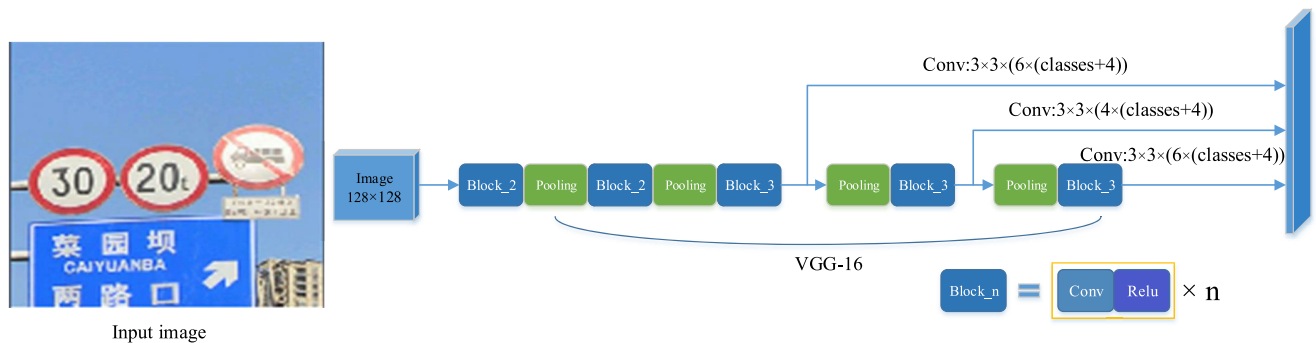 30
20t
菜园坝
CAIYUANBA
两路口
Input image
Image
128×128
Block_2
Pooling
Block_2
Pooling
Block_3
Pooling
Block_3
Pooling
Block_3
Conv:3×3×(6×(classes+4))
Conv:3×3×(4×(classes+4))
Conv:3×3×(6×(classes+4))
VGG-16
Block_n
=
Conv
Relu
× n